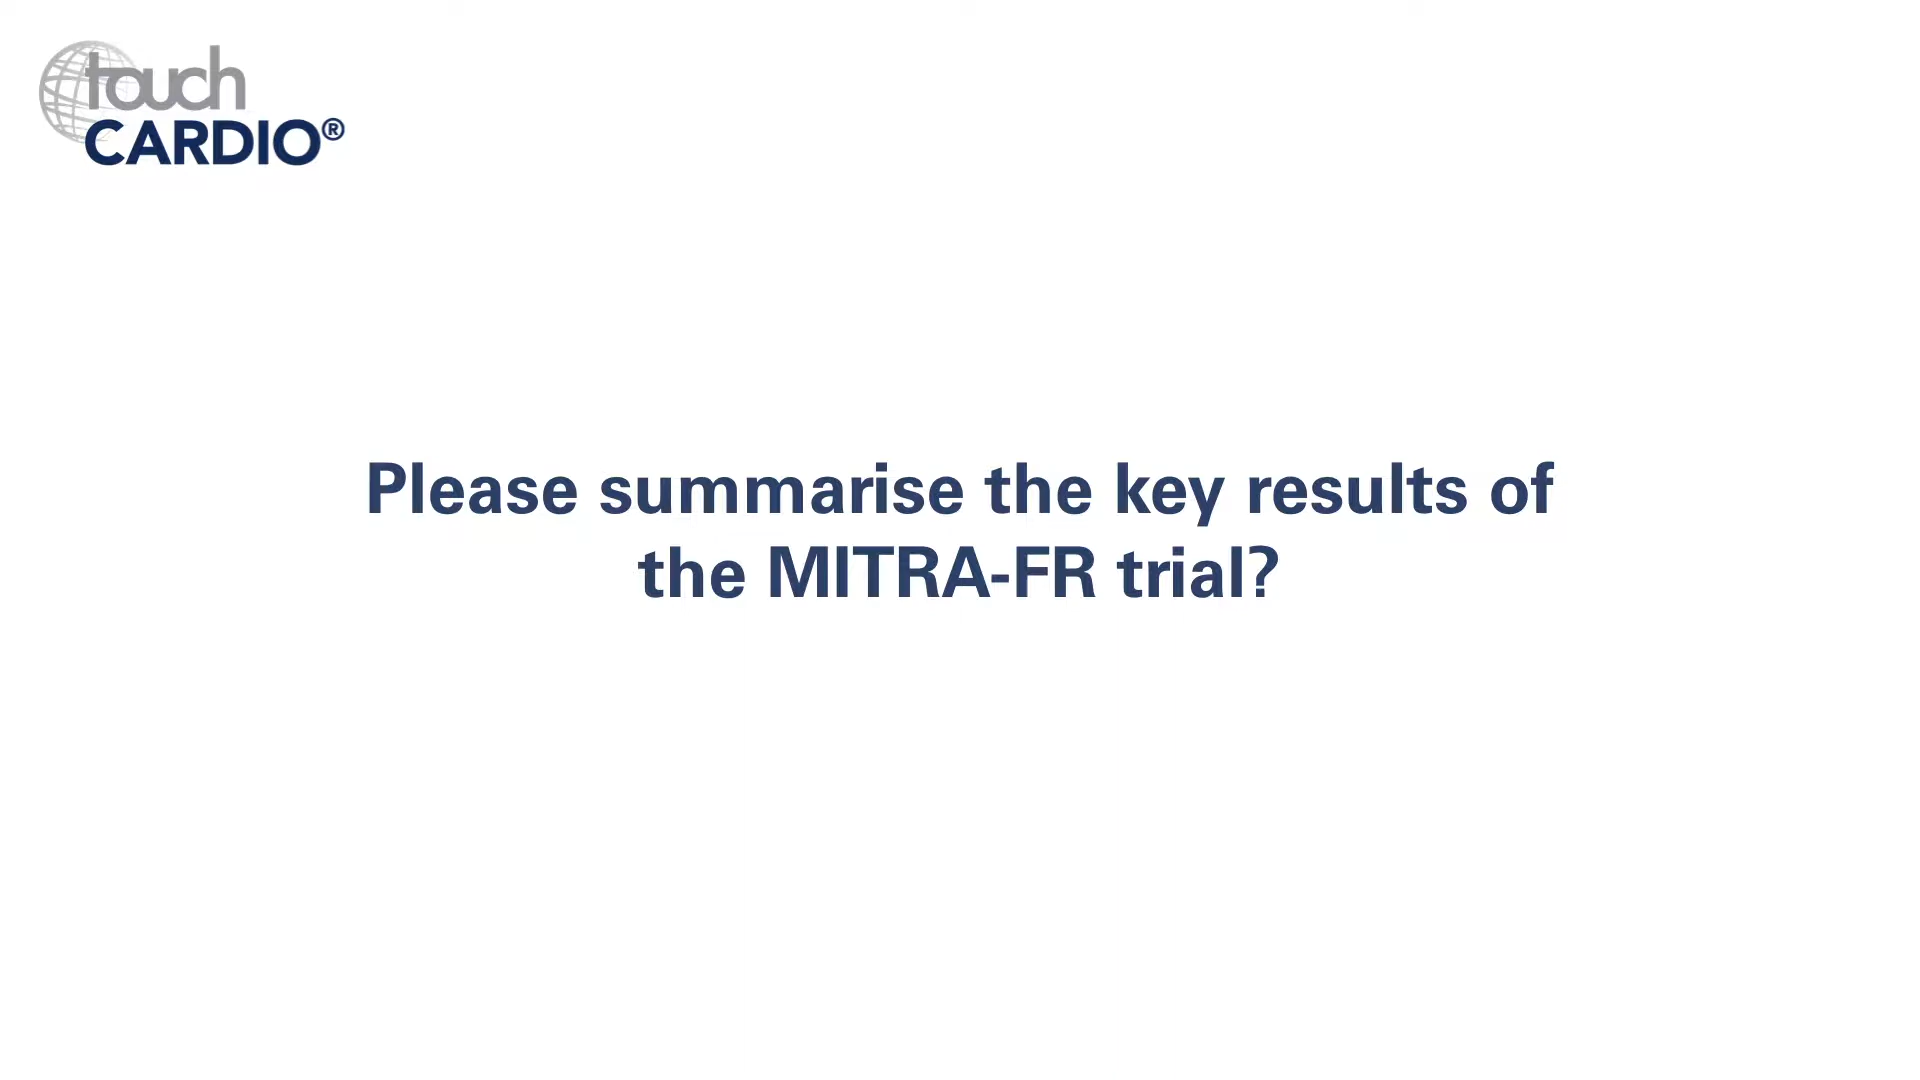 touch
CARDIO®
Please summarise the key results of
the MITRA-FR trial?